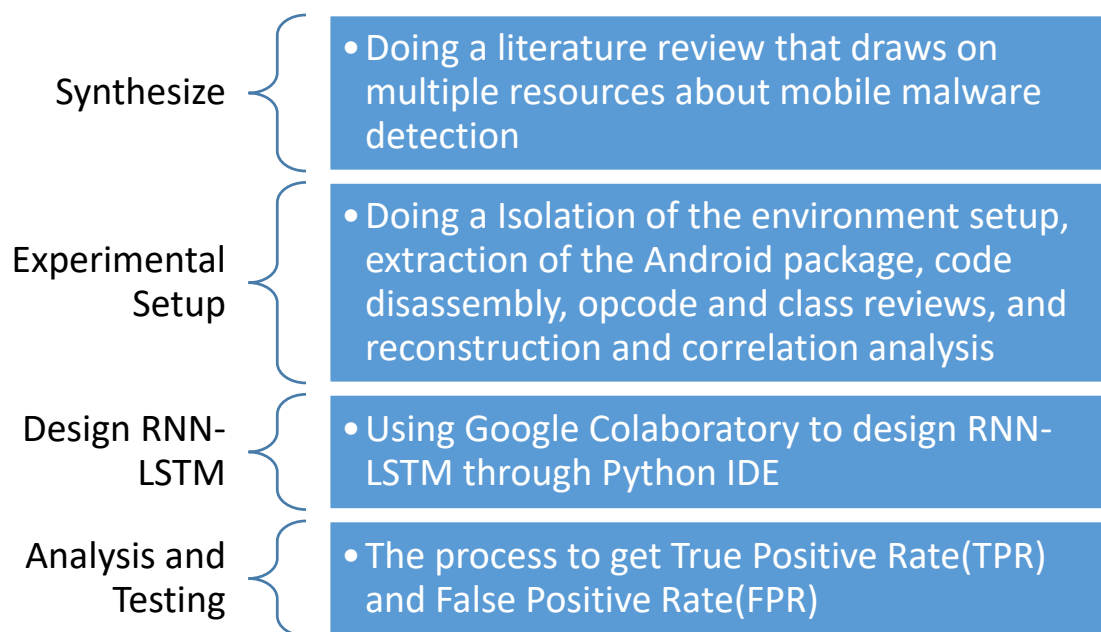 Synthesize
• Doing a literature review that draws on
multiple resources about mobile malware
detection
Experimental
Setup
• Doing a Isolation of the environment setup,
extraction of the Android package, code
disassembly, opcode and class reviews, and
reconstruction and correlation analysis
Design RNN-
LSTM
• Using Google Colaboratory to design RNN-
LSTM through Python IDE
Analysis and
Testing
• The process to get True Positive Rate(TPR)
and False Positive Rate(FPR)